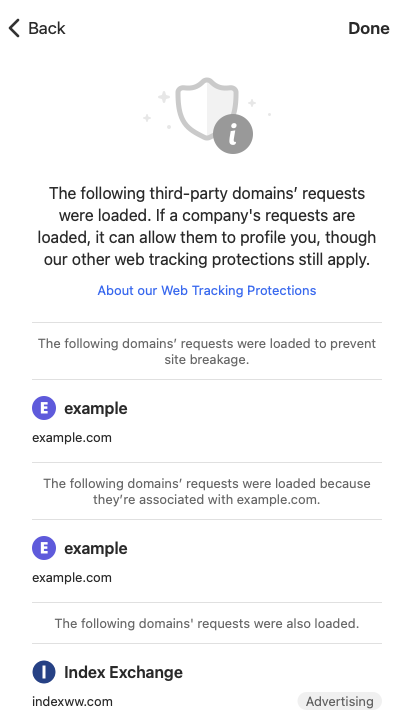 Back
Done
The following third-party domains’ requests
were loaded. If a company's requests are
loaded, it can allow them to profile you, though
our other web tracking protections still apply.
About our Web Tracking Protections
The following domains’ requests were loaded to prevent
site breakage.
E example
example.com
The following domains’ requests were loaded because
they’re associated with example.com.
E example
example.com
The following domains' requests were also loaded.
I Index Exchange
indexww.com Advertising